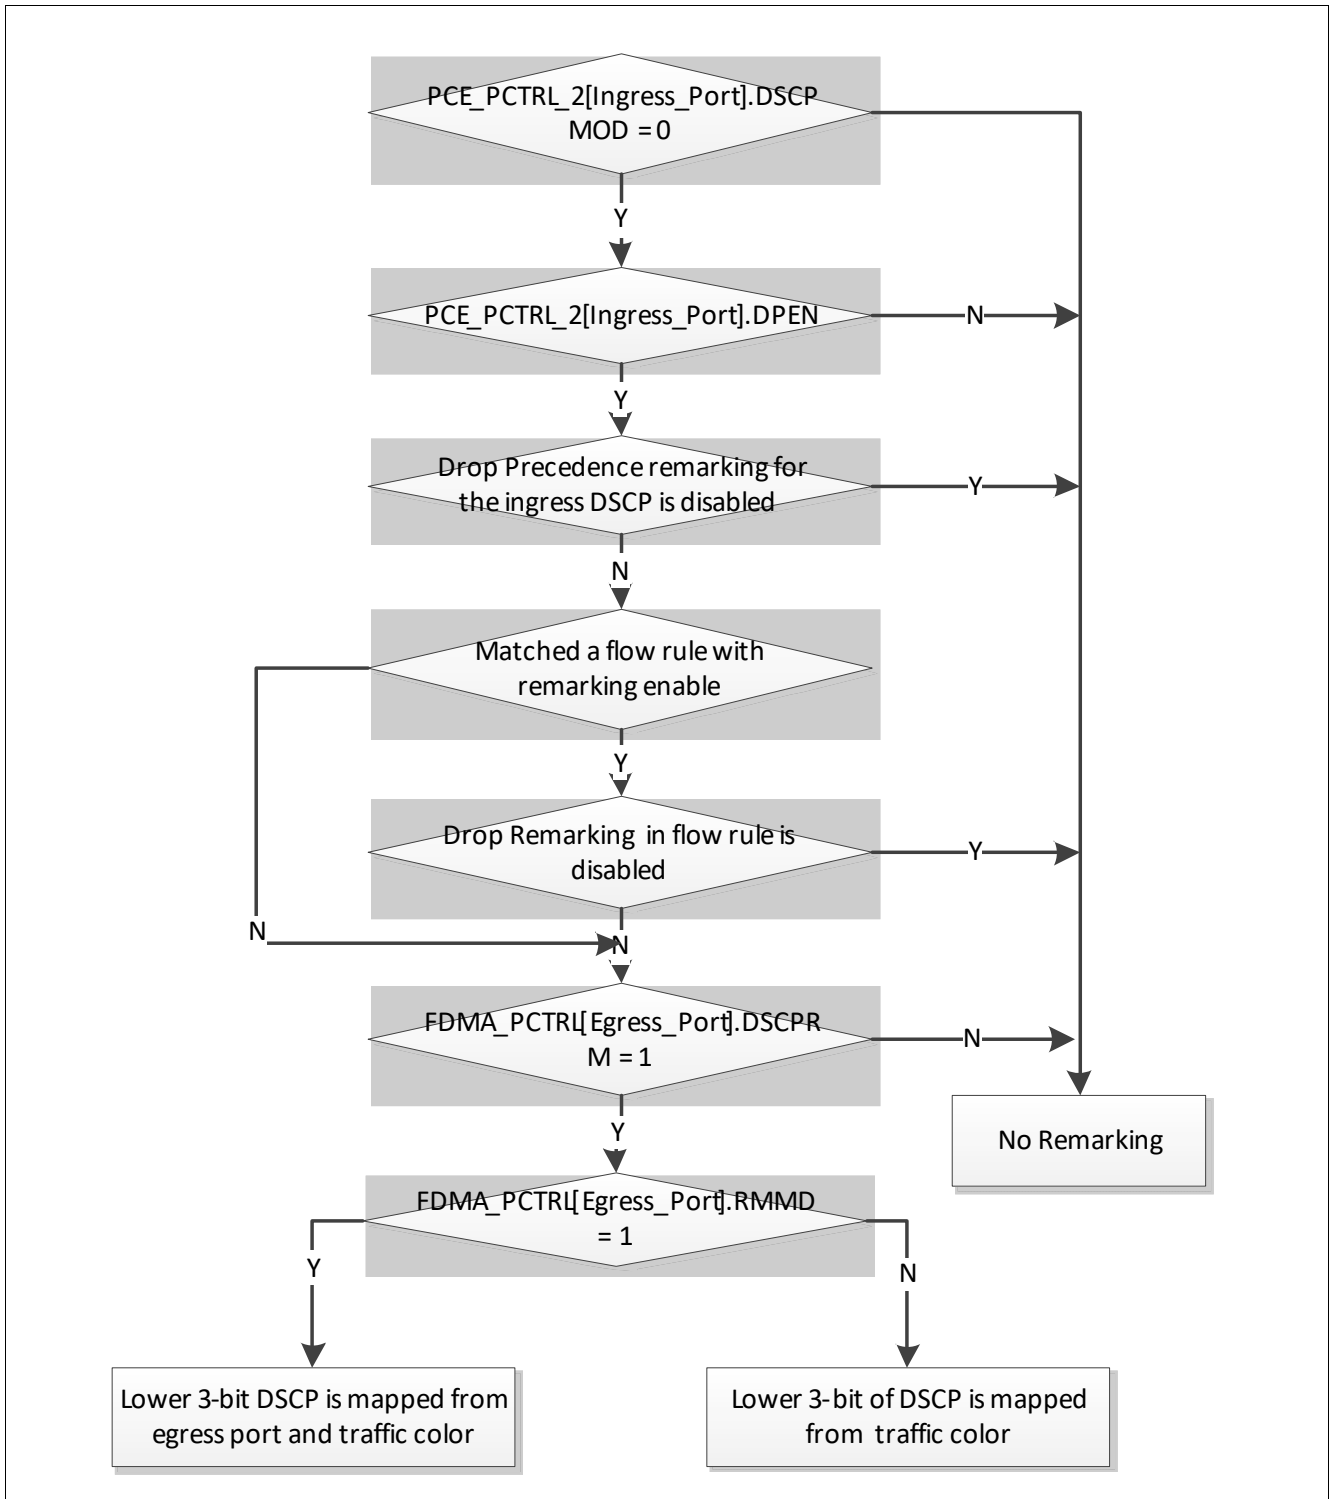 PCE_PCTRL_2[Ingress_Port].DSCP
MOD = 0
Y
PCE_PCTRL_2[Ingress_Port].DPEN
N
Y
Drop Precedence remarking for
the ingress DSCP is disabled
Y
N
Matched a flow rule with
remarking enable
Y
Drop Remarking in flow rule is
disabled
Y
N
N
FDMA_PCTRL[Egress_Port].DSCPR
M = 1
N
Y
No Remarking
FDMA_PCTRL[Egress_Port].RMMD
= 1
Y
N
Lower 3-bit DSCP is mapped from
egress port and traffic color
Lower 3-bit of DSCP is mapped
from traffic color